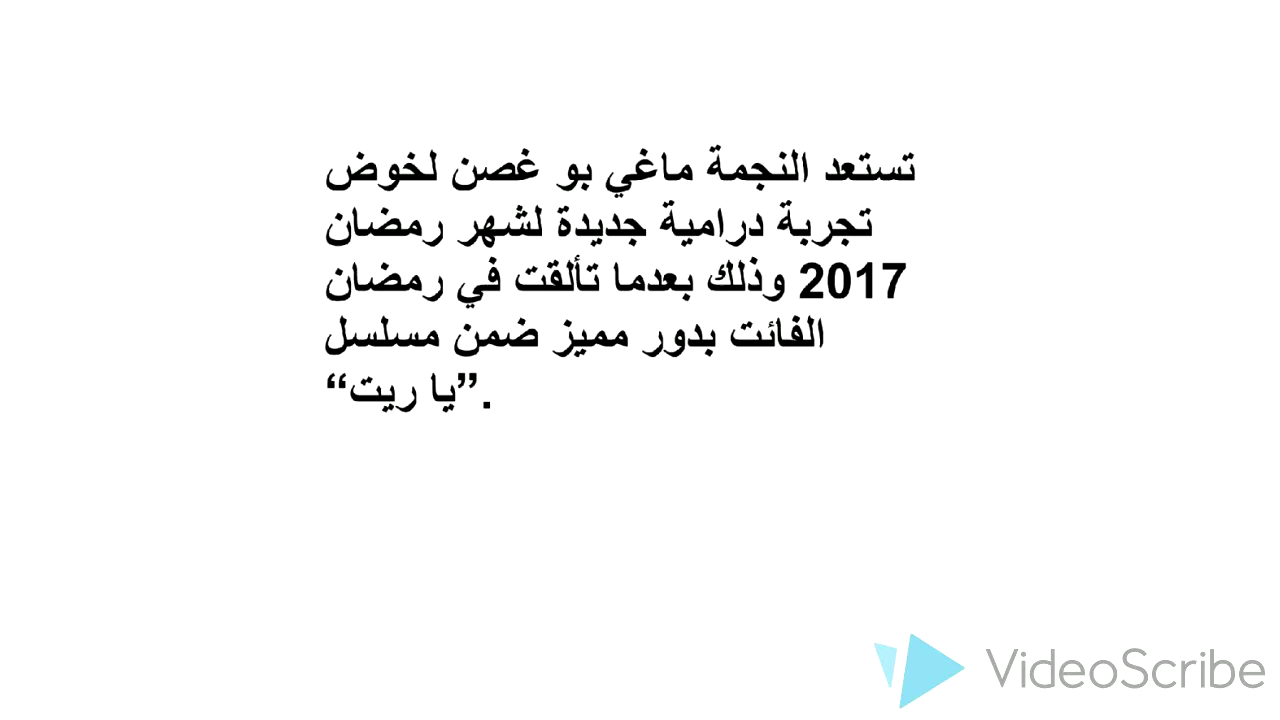 تستعد النجمة ماغي بو غصن لخوض
تجربة درامية جديدة لشهر رمضان
2017 وذلك بعدما تألقت في رمضان
الفائت بدور مميز ضمن مسلسل
“يا ريت”.
VideoScribe